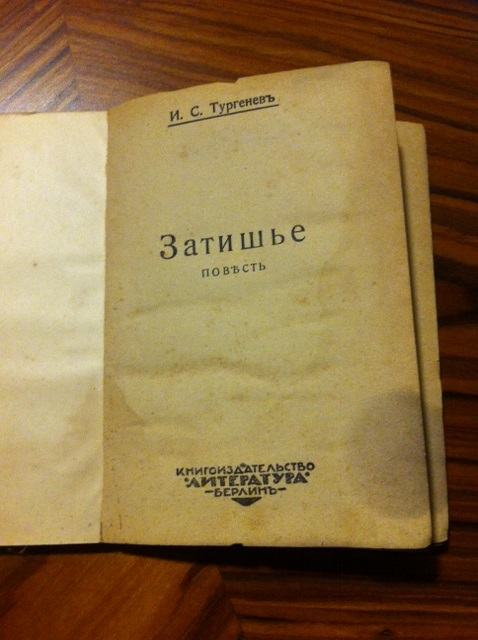 И. С. Тургеневъ
Затишье
повѣсть
КНИГОИЗДАТЕЛЬСТВО
"ЛИТЕРАТУРА"
–БЕРЛИНЪ–